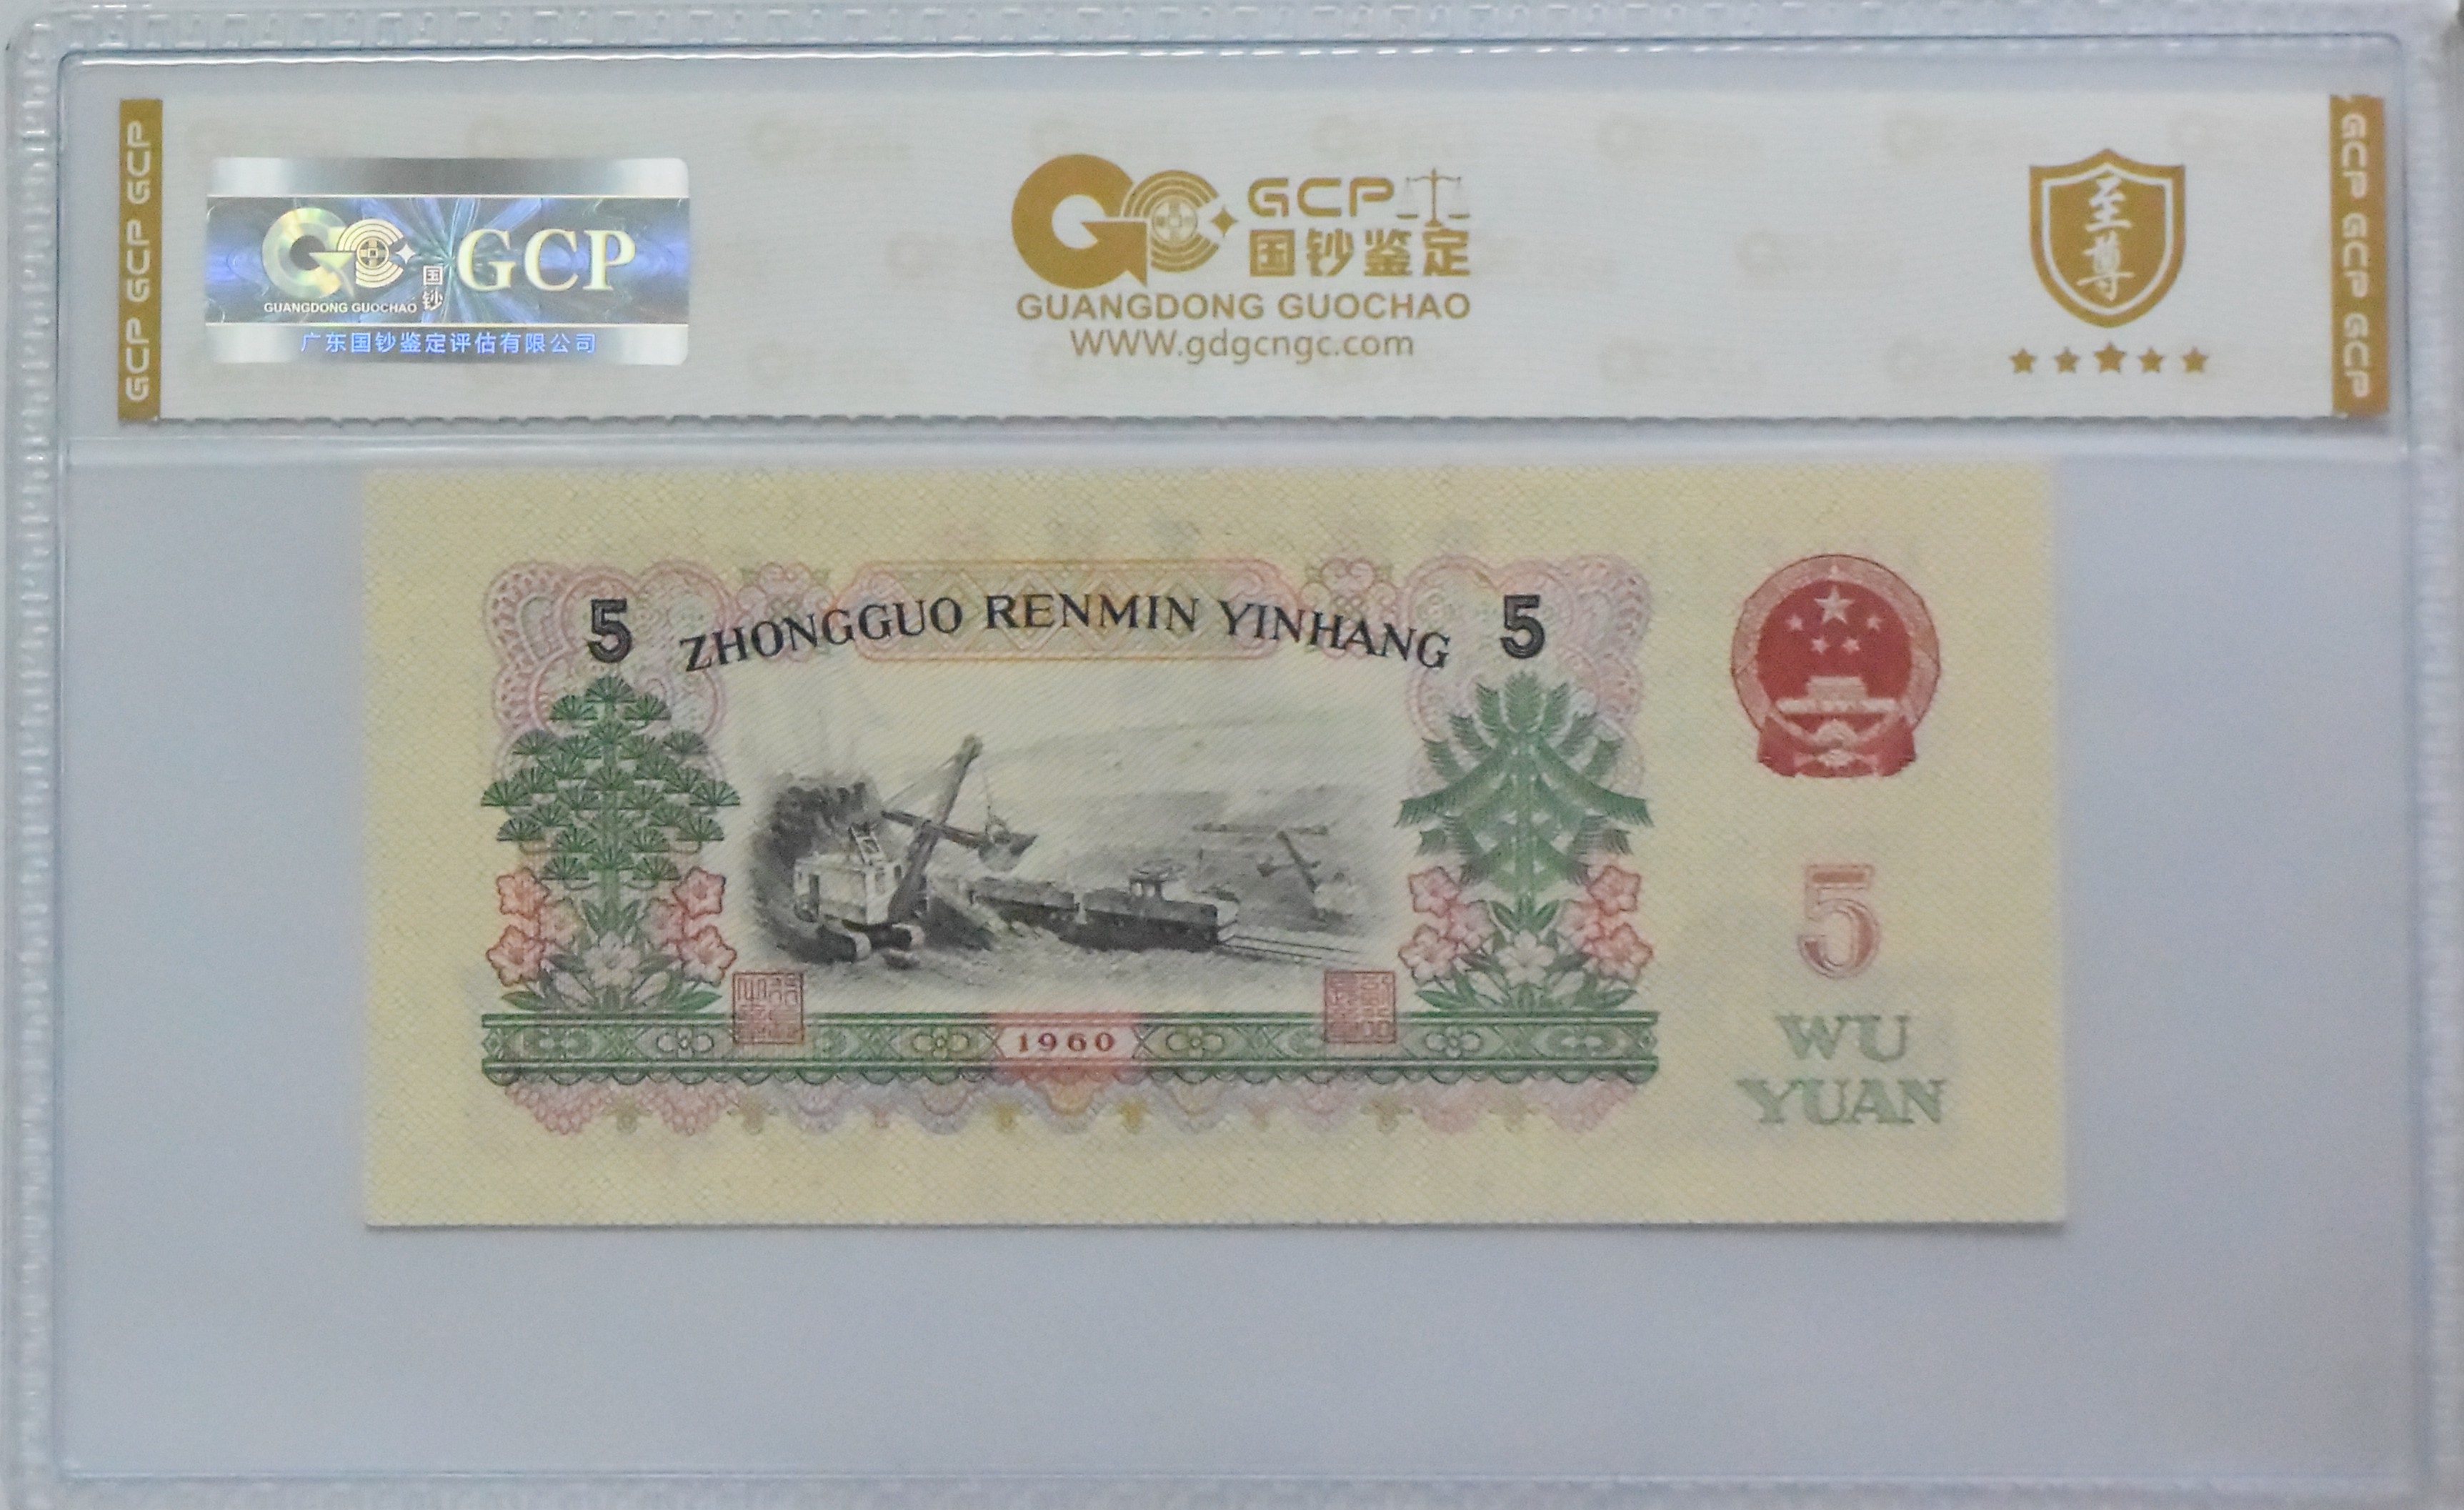 GCP GCP GCP
GCP
国钞
GUANGDONG GUOCHAO
广东国钞鉴定评估有限公司
GCP
国钞鉴定
GUANGDONG GUOCHAO
WWW.gdgcngc.com
至尊
GCP GCP GCP
5 ZHONGGUO RENMIN YINHANG 5
1960
5
WU
YUAN